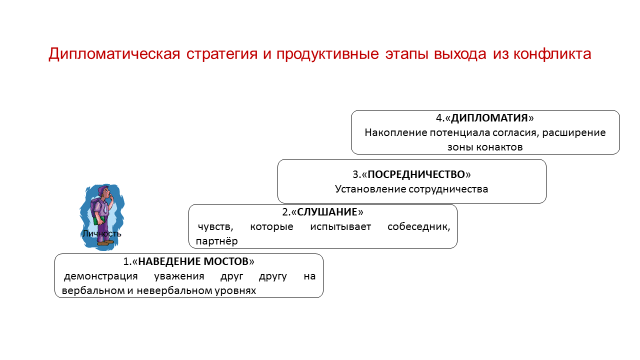 Дипломатическая стратегия и продуктивные этапы выхода из конфликта
4.«ДИПЛОМАТИЯ»
Накопление потенциала согласия, расширение
зоны конактов
3.«ПОСРЕДНИЧЕСТВО»
Установление сотрудничества
2.«СЛУШАНИЕ»
чувств, которые испытывает собеседник,
партнёр
Личность
1.«НАВЕДЕНИЕ МОСТОВ»
демонстрация уважения друг другу на
вербальном и невербальном уровнях